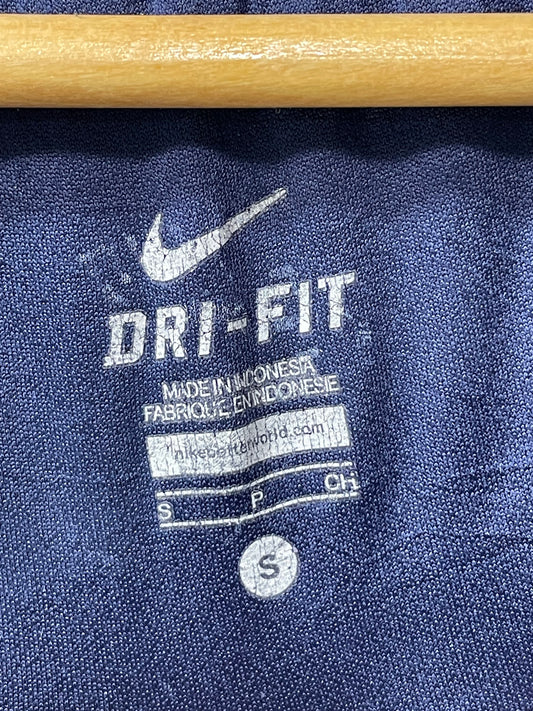 DRI-FIT
MADE IN INDONESIA
FABRIQUE EN INDONESIE
nikebetterworld.com
S P CH
S